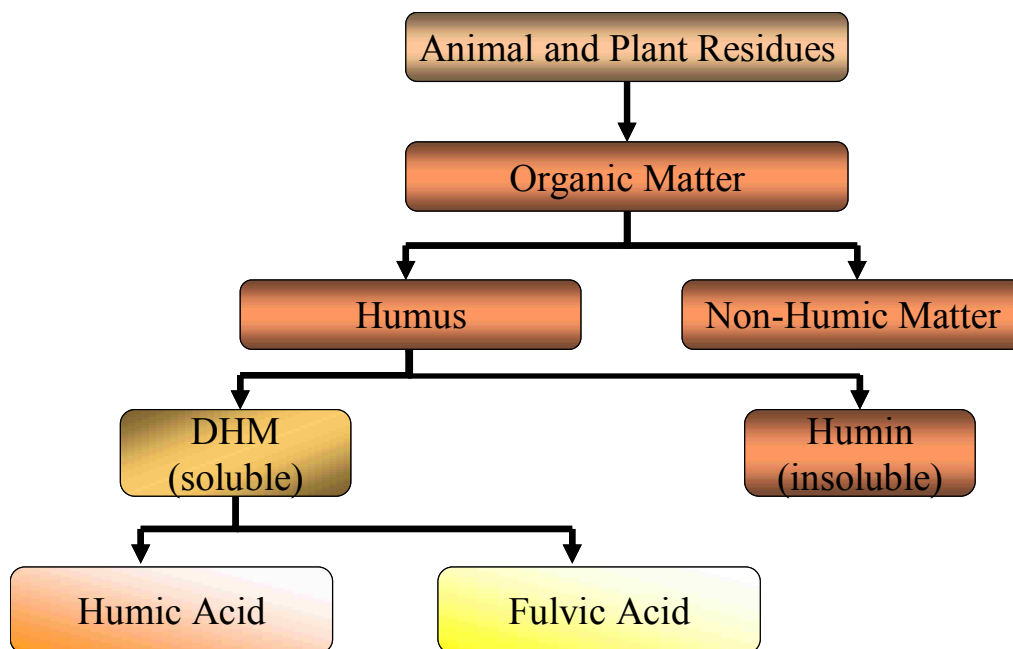 Animal and Plant Residues
Organic Matter
Humus
Non-Humic Matter
DHM
(soluble)
Humin
(insoluble)
Humic Acid
Fulvic Acid